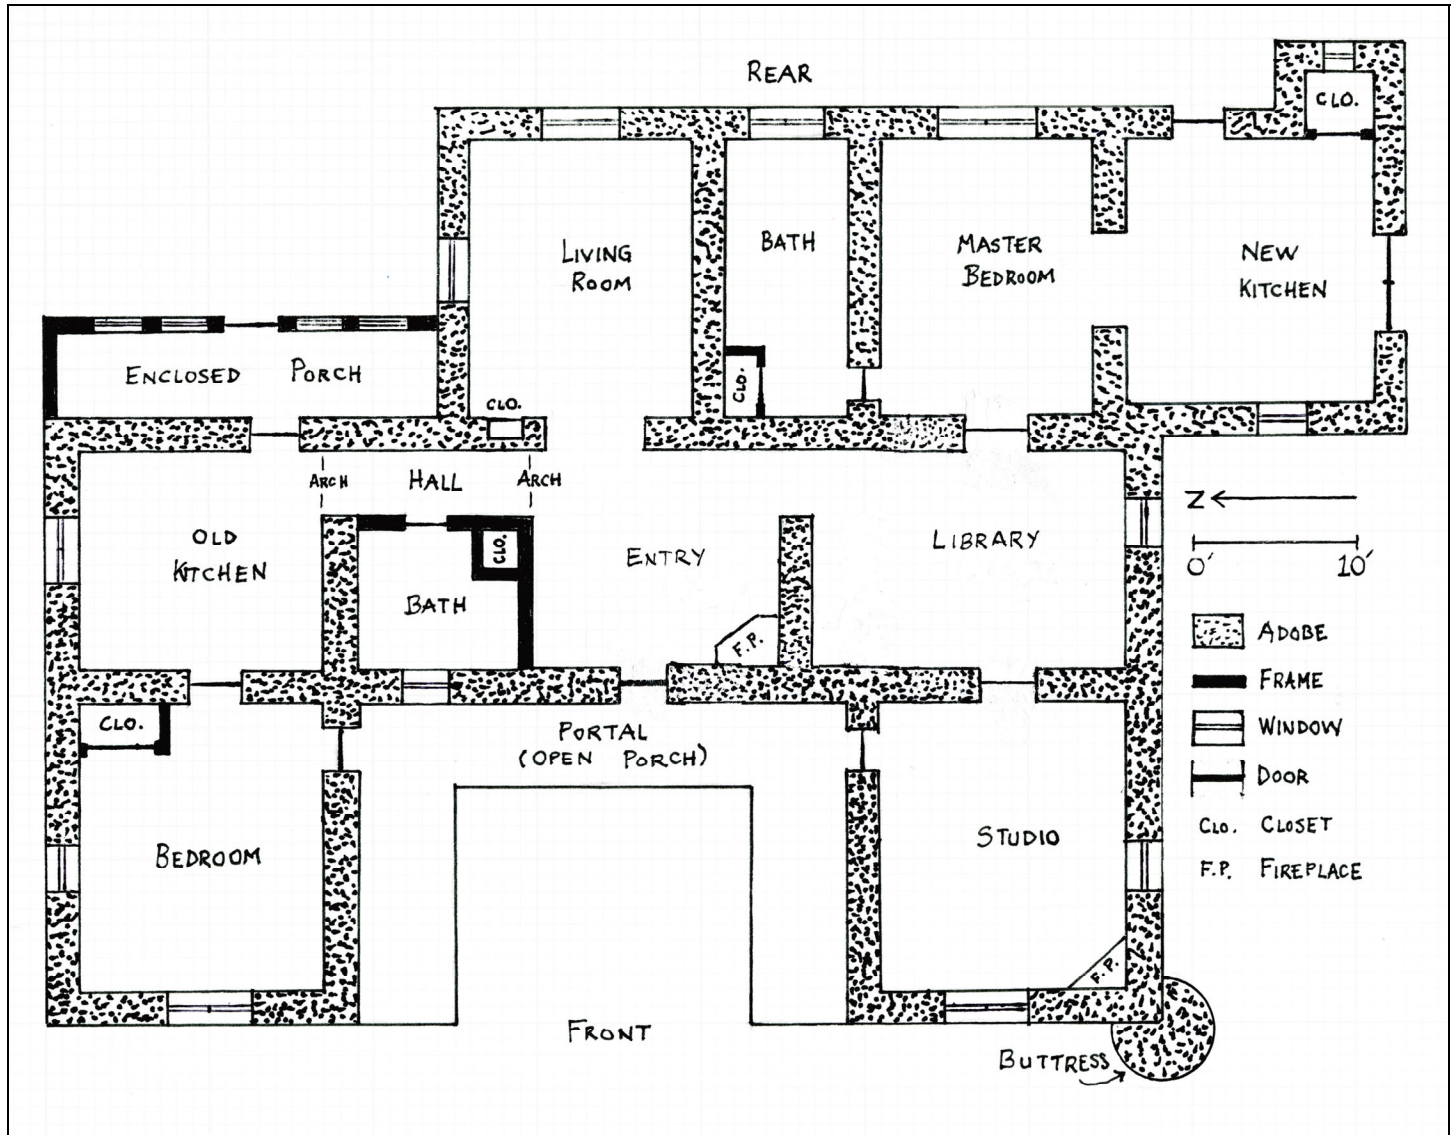 REAR
CLO.
LIVING
ROOM
BATH
MASTER
BEDROOM
NEW
KITCHEN
ENCLOSED PORCH
CLO.
CLO.
ARCH
HALL
ARCH
OLD
KITCHEN
CLO.
BATH
ENTRY
LIBRARY
F.P.
N
0' 10'
ADOBE
FRAME
WINDOW
DOOR
CLO. CLOSET
F.P. FIREPLACE
CLO.
PORTAL
(OPEN PORCH)
BEDROOM
STUDIO
F.P.
FRONT
BUTTRESS